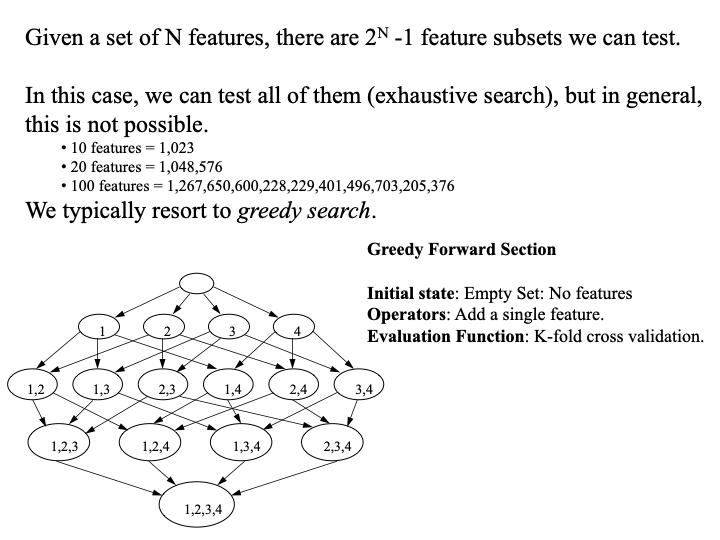 Given a set of N features, there are 2ᴺ -1 feature subsets we can test.
In this case, we can test all of them (exhaustive search), but in general,
this is not possible.
• 10 features = 1,023
• 20 features = 1,048,576
• 100 features = 1,267,650,600,228,229,401,496,703,205,376
We typically resort to greedy search.
Greedy Forward Section
Initial state: Empty Set: No features
Operators: Add a single feature.
Evaluation Function: K-fold cross validation.
1 2 3 4
1,2 1,3 2,3 1,4 2,4 3,4
1,2,3 1,2,4 1,3,4 2,3,4
1,2,3,4